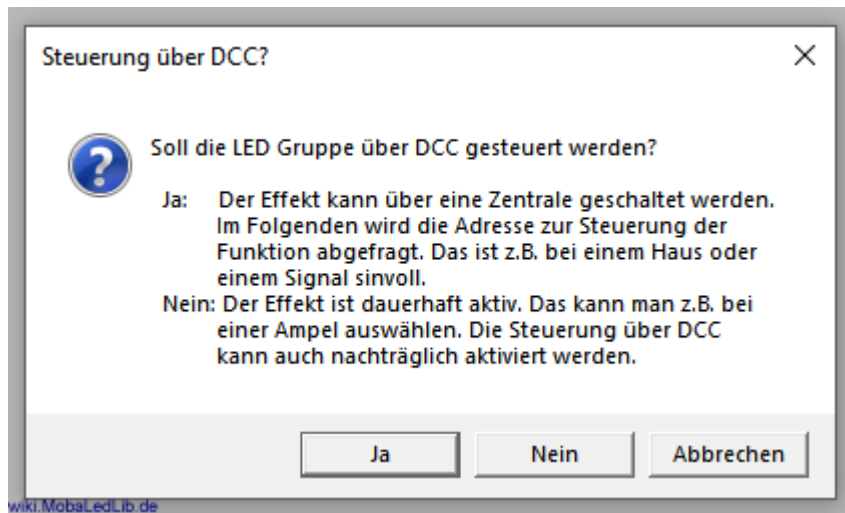 Steuerung über DCC?
Soll die LED Gruppe über DCC gesteuert werden?
Ja: Der Effekt kann über eine Zentrale geschaltet werden.
Im Folgenden wird die Adresse zur Steuerung der
Funktion abgefragt. Das ist z.B. bei einem Haus oder
einem Signal sinvoll.
Nein: Der Effekt ist dauerhaft aktiv. Das kann man z.B. bei
einer Ampel auswählen. Die Steuerung über DCC
kann auch nachträglich aktiviert werden.
Ja Nein Abbrechen
wiki.MobaLedLib.de